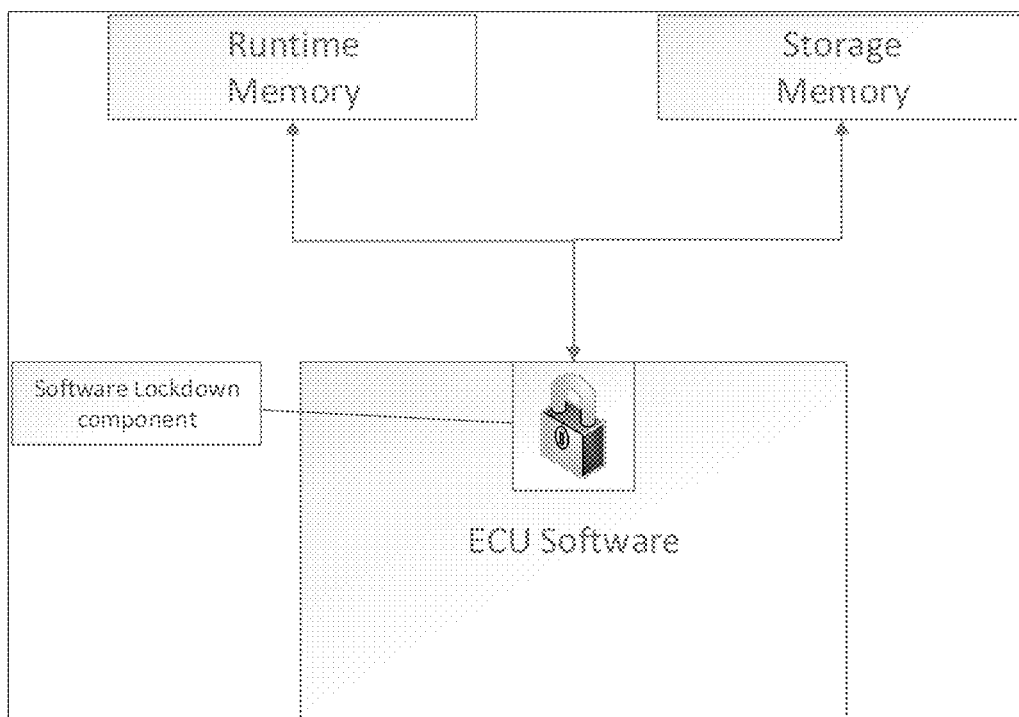 Runtime
Memory
Storage
Memory
Software Lockdown
component
ECU Software